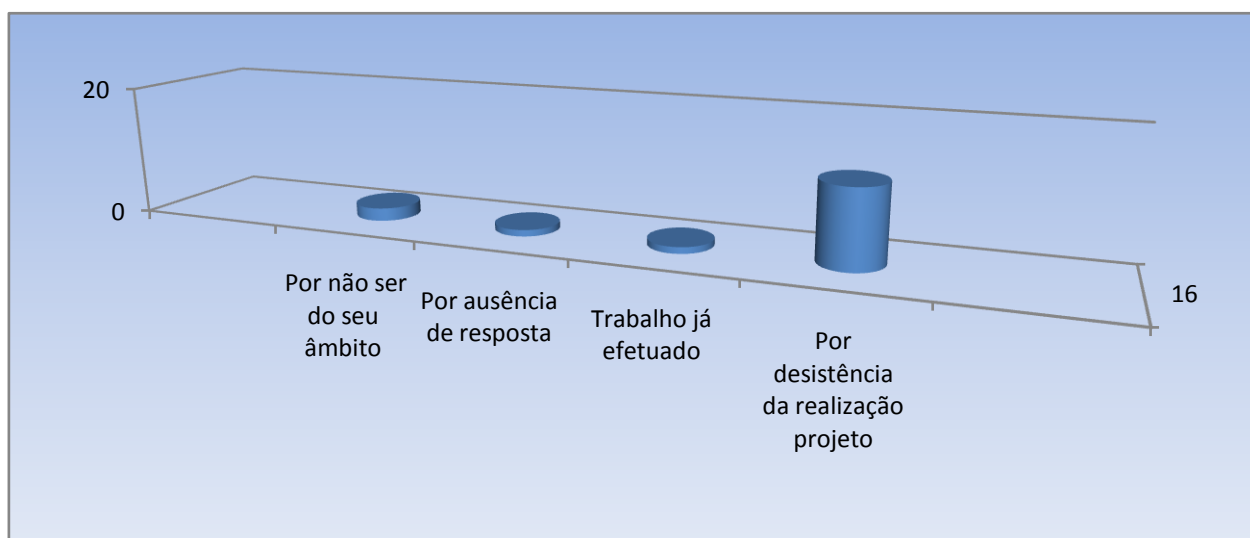 20
0
Por não ser
do seu
âmbito
Por ausência
de resposta
Trabalho já
efetuado
Por
desistência
da realização
projeto
16